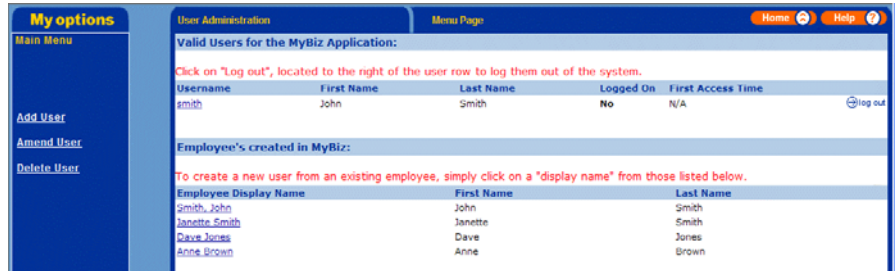 My options
User Administration
Menu Page
Home
Help ?
Main Menu
Valid Users for the MyBiz Application:
Click on "Log out", located to the right of the user row to log them out of the system.
Username First Name Last Name Logged On First Access Time
smith John Smith No N/A log out
Add User
Amend User
Delete User
Employee's created in MyBiz:
To create a new user from an existing employee, simply click on a "display name" from those listed below.
Employee Display Name First Name Last Name
Smith, John John Smith
Janette Smith Janette Smith
Dave Jones Dave Jones
Anne Brown Anne Brown